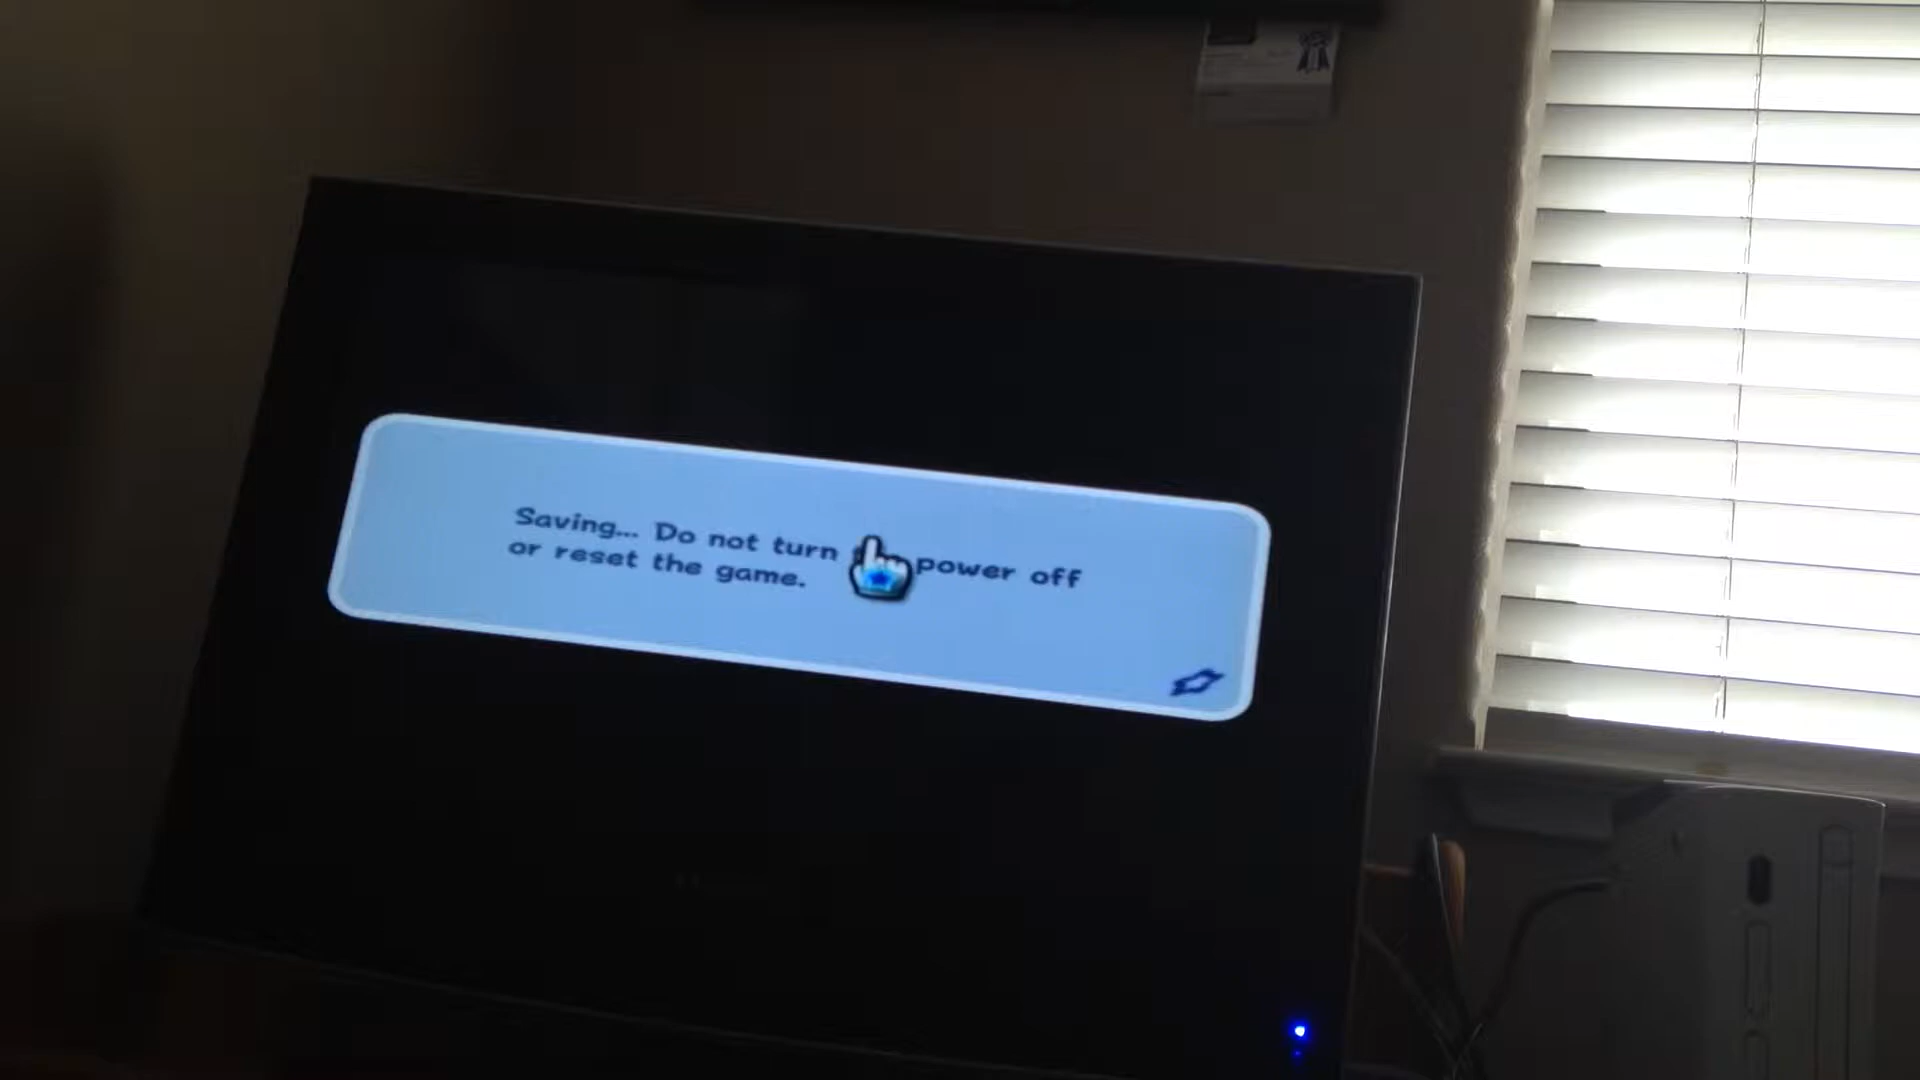 Saving... Do not turn power off
or reset the game.